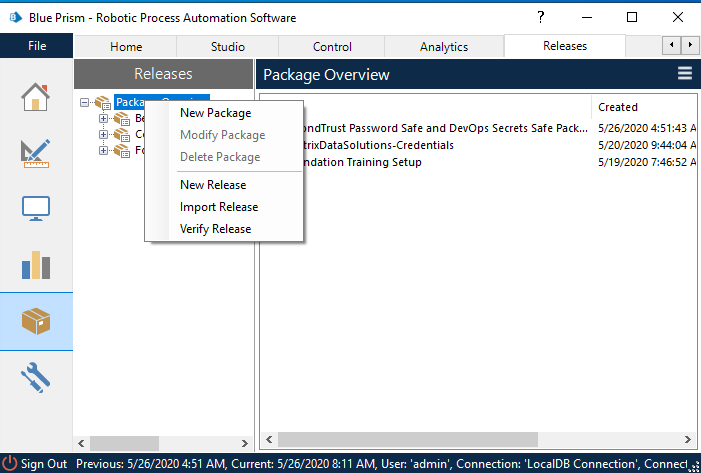 Blue Prism - Robotic Process Automation Software
?
File
Home
Studio
Control
Analytics
Releases
Releases
Package Overview
Created
New Package
Modify Package
Delete Package
New Release
Import Release
Verify Release
ondTrust Password Safe and DevOps Secrets Safe Pack... 5/26/2020 4:51:43 A
trixDataSolutions-Credentials 5/20/2020 9:44:04 A
ndation Training Setup 5/19/2020 7:46:52 A
Be
Co
Fo
Sign Out Previous: 5/26/2020 4:51 AM, Current: 5/26/2020 8:11 AM, User: 'admin', Connection: 'LocalDB Connection', Connect